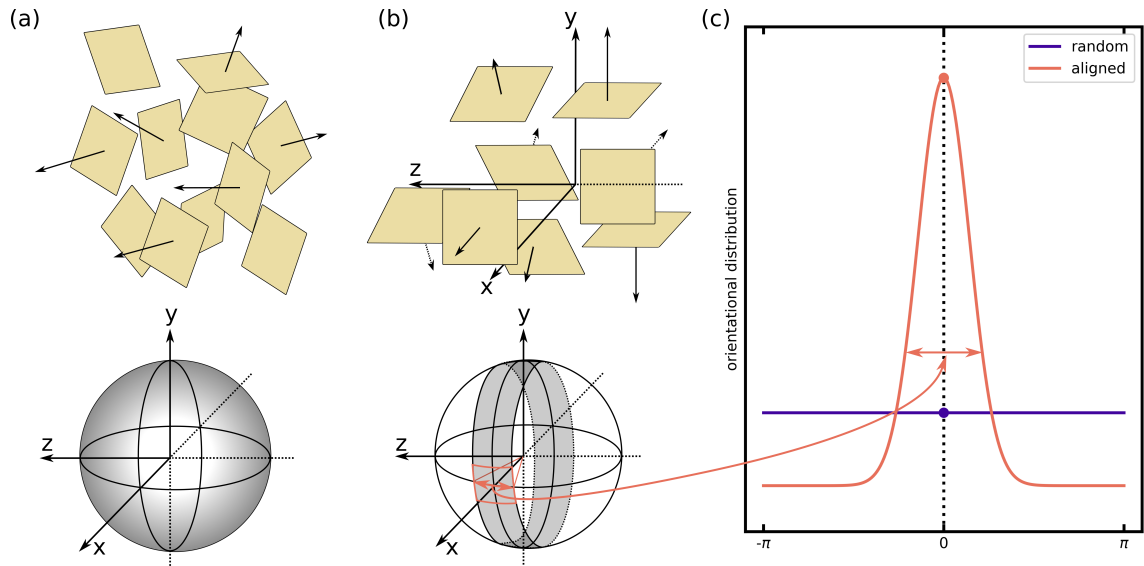 (a)
(b)
(c)
y
z
x
y
z
x
y
z
x
random
aligned
orientational distribution
-π
0
π